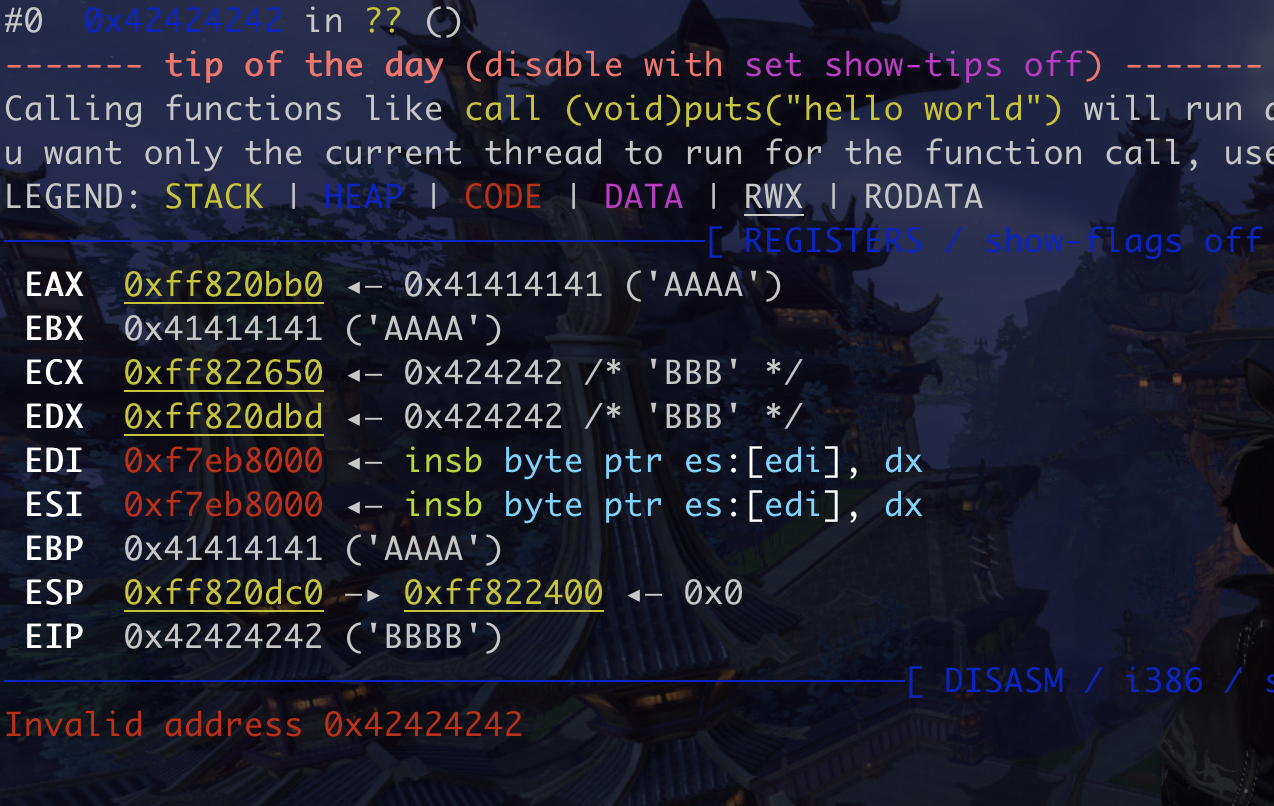 #0  0x42424242 in ?? ()
------- tip of the day (disable with set show-tips off) -------
Calling functions like call (void)puts("hello world") will run
u want only the current thread to run for the function call, use
LEGEND: STACK | HEAP | CODE | DATA | RWX | RODATA
[ REGISTERS / show-flags off
EAX  0xff820bb0 ◂— 0x41414141 ('AAAA')
EBX  0x41414141 ('AAAA')
ECX  0xff822650 ◂— 0x424242 /* 'BBB' */
EDX  0xff820dbd ◂— 0x424242 /* 'BBB' */
EDI  0xf7eb8000 ◂— insb byte ptr es:[edi], dx
ESI  0xf7eb8000 ◂— insb byte ptr es:[edi], dx
EBP  0x41414141 ('AAAA')
ESP  0xff820dc0 —▸ 0xff822400 ◂— 0x0
EIP  0x42424242 ('BBBB')
[ DISASM / i386 /
Invalid address 0x42424242